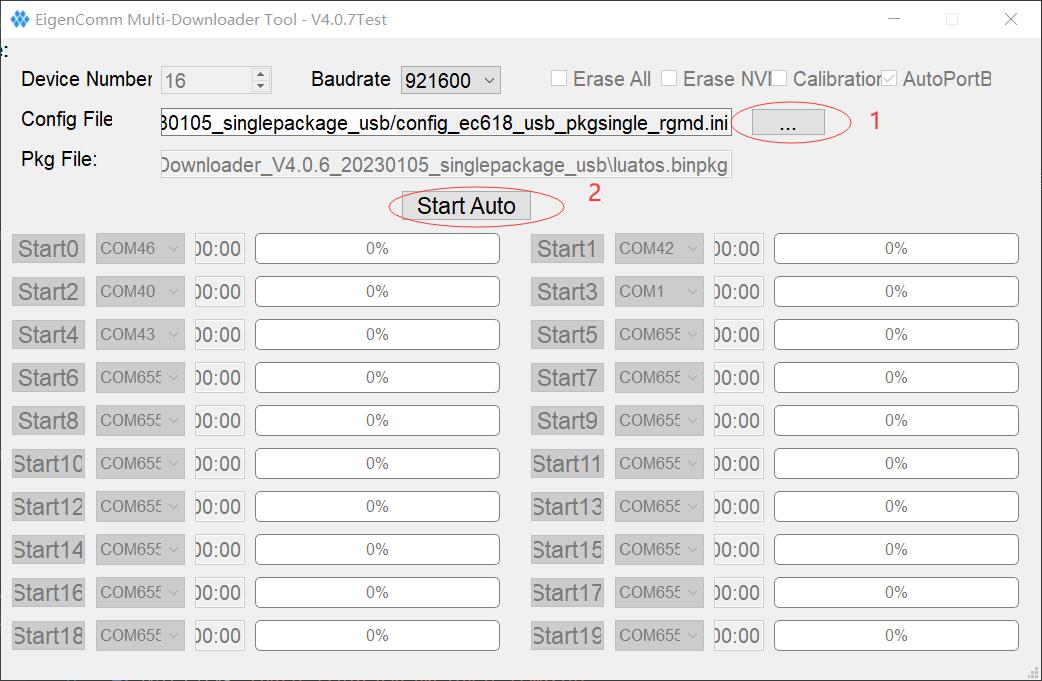 EigenComm Multi-Downloader Tool - V4.0.7Test
Device Number 16 Baudrate 921600 Erase All Erase NV Calibration AutoPortB
Config File 30105_singlepackage_usb/config_ec618_usb_pkgsingle_rgmd.ini ... 1
Pkg File: Downloader_V4.0.6_20230105_singlepackage_usb\luatos.binpkg
Start Auto 2
Start0 COM46 00:00 0% Start1 COM42 00:00 0%
Start2 COM40 00:00 0% Start3 COM1 00:00 0%
Start4 COM43 00:00 0% Start5 COM655 00:00 0%
Start6 COM655 00:00 0% Start7 COM655 00:00 0%
Start8 COM655 00:00 0% Start9 COM655 00:00 0%
Start10 COM655 00:00 0% Start11 COM655 00:00 0%
Start12 COM655 00:00 0% Start13 COM655 00:00 0%
Start14 COM655 00:00 0% Start15 COM655 00:00 0%
Start16 COM655 00:00 0% Start17 COM655 00:00 0%
Start18 COM655 00:00 0% Start19 COM655 00:00 0%